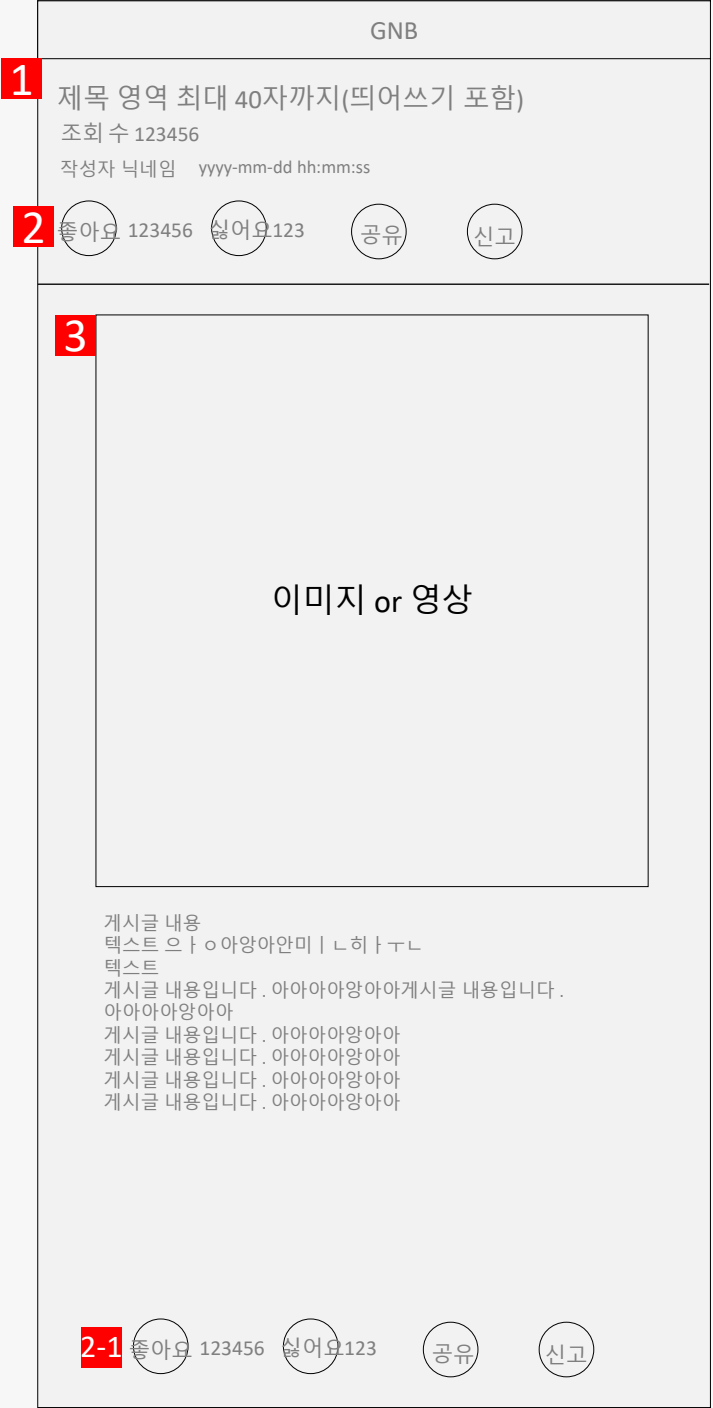 GNB
1
제목 영역 최대 40자까지(띄어쓰기 포함)
조회 수 123456
작성자 닉네임 yyyy-mm-dd hh:mm:ss
2 좋아요 123456 싫어요123 공유 신고
3
이미지 or 영상
게시글 내용
텍스트 으ㅏㅇ아앙아안미ㅣㄴ히ㅏㅜㄴ
텍스트
게시글 내용입니다. 아아아아앙아아게시글 내용입니다.
아아아아앙아아
게시글 내용입니다. 아아아아앙아아
게시글 내용입니다. 아아아아앙아아
게시글 내용입니다. 아아아아앙아아
게시글 내용입니다. 아아아아앙아아
2-1 좋아요 123456 싫어요123 공유 신고